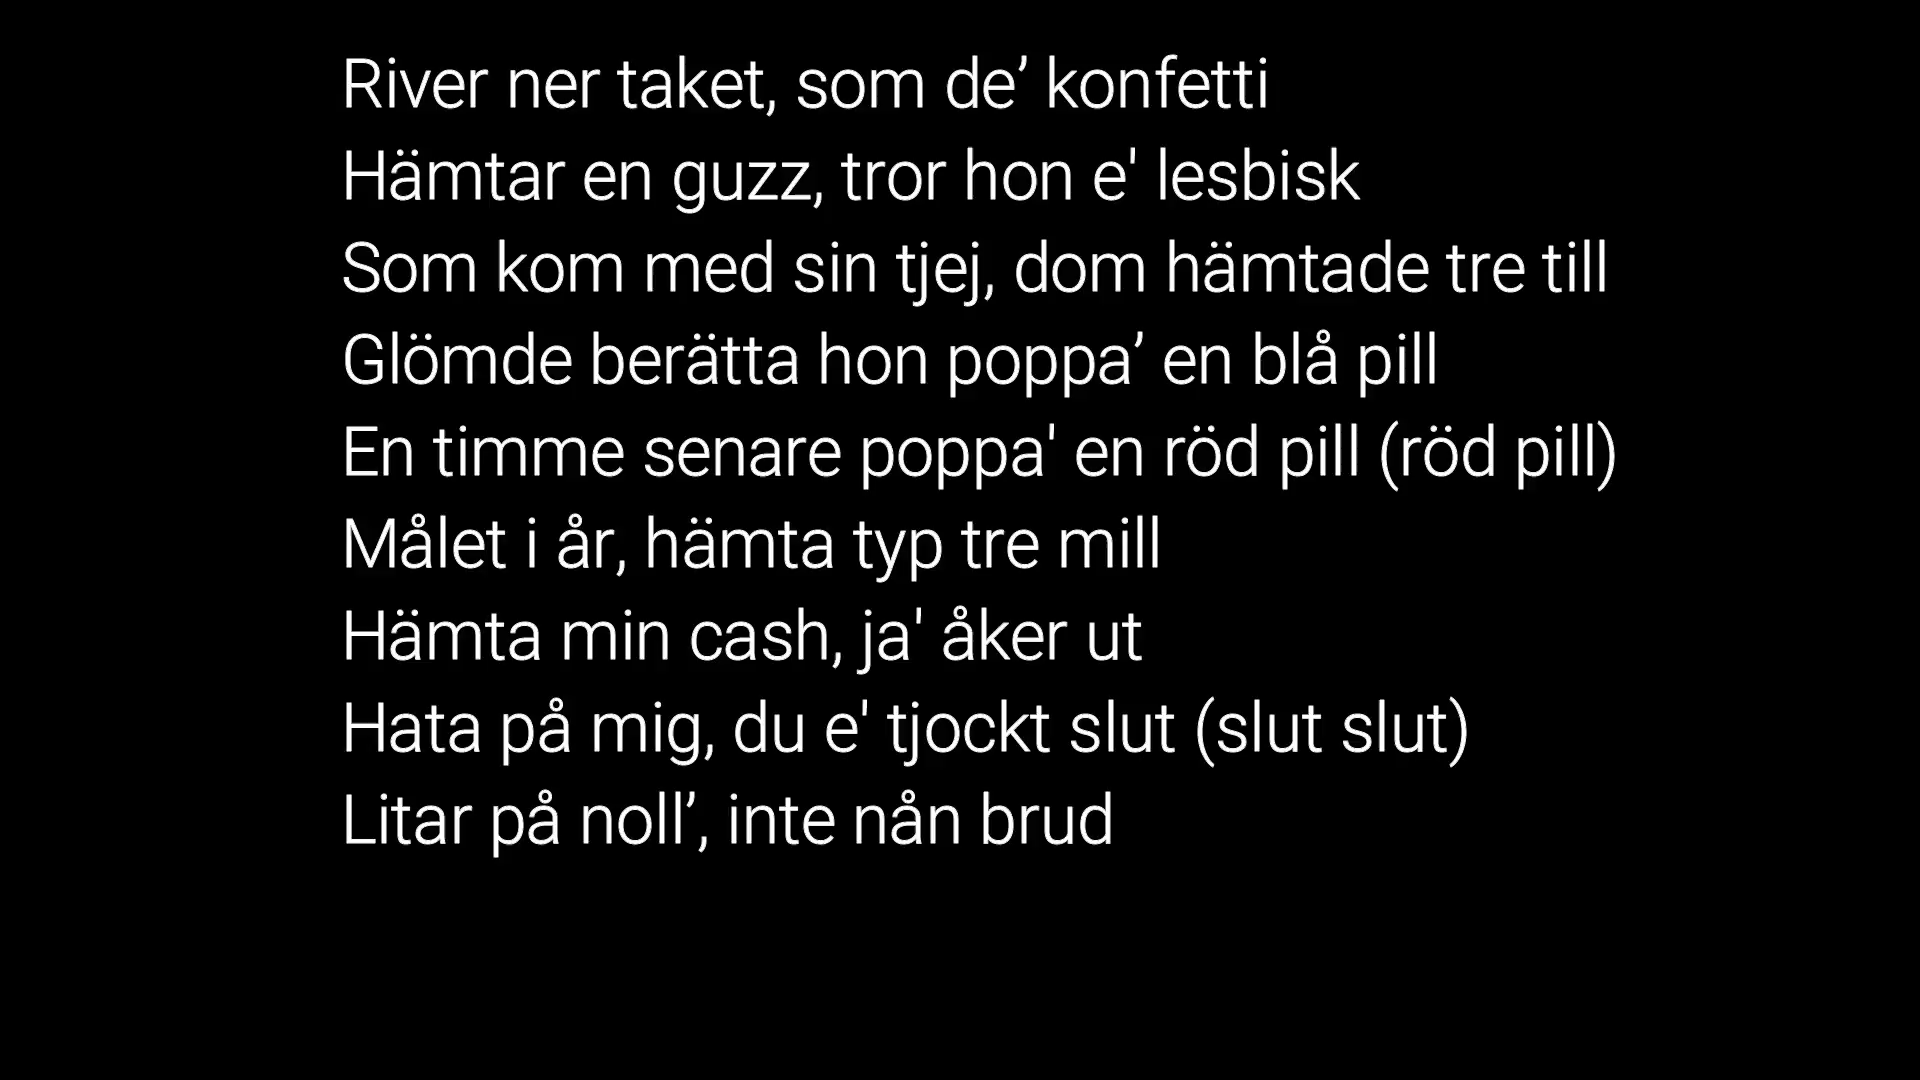 River ner taket, som de’ konfetti
Hämtar en guzz, tror hon e' lesbisk
Som kom med sin tjej, dom hämtade tre till
Glömde berätta hon poppa’ en blå pill
En timme senare poppa' en röd pill (röd pill)
Målet i år, hämta typ tre mill
Hämta min cash, ja' åker ut
Hata på mig, du e' tjockt slut (slut slut)
Litar på noll’, inte nån brud